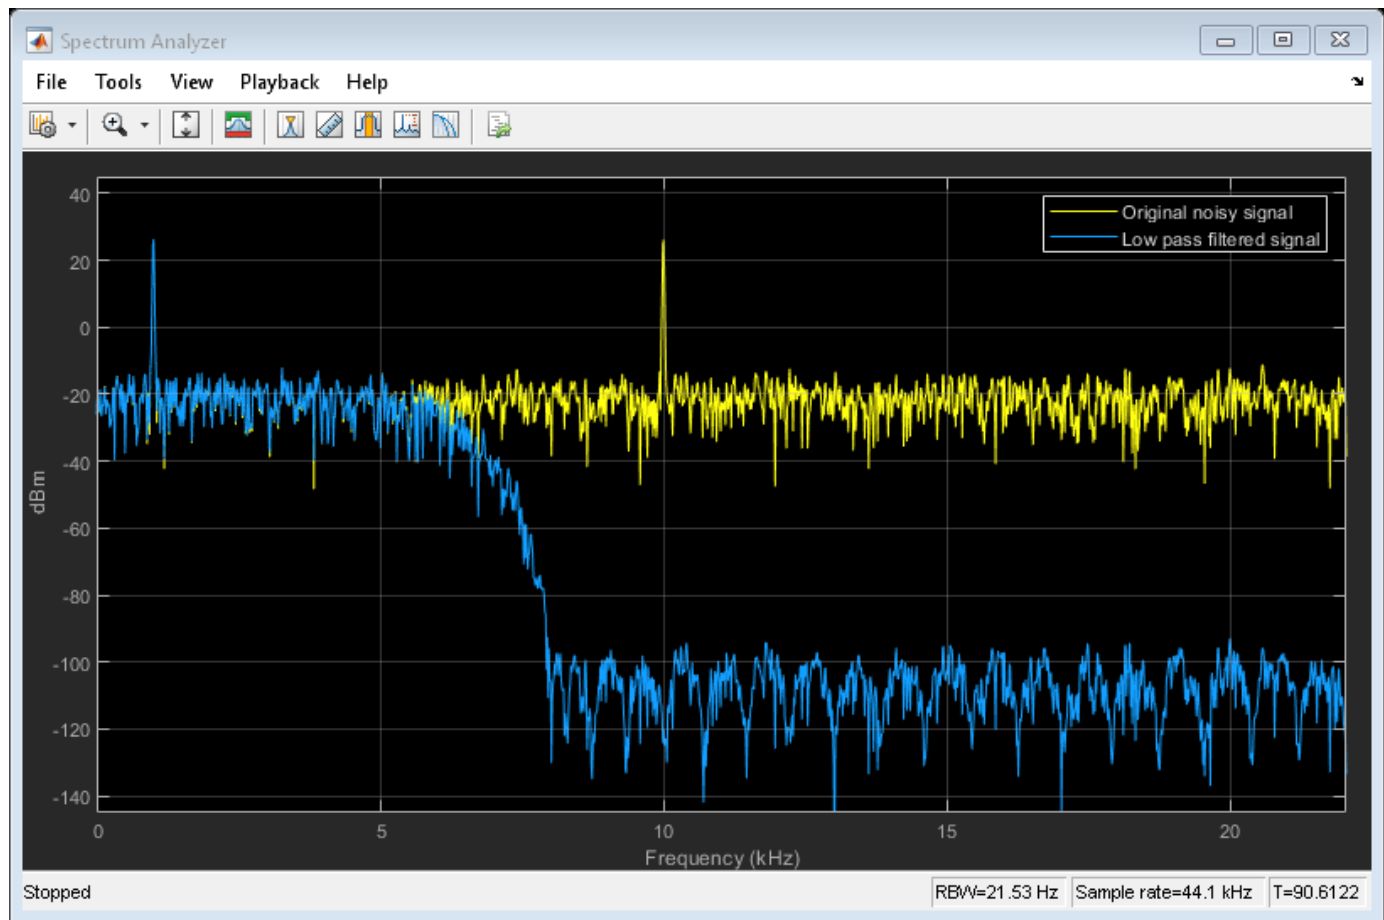 Spectrum Analyzer
File Tools View Playback Help
40
20
0
-20
-40
-60
-80
-100
-120
-140
dBm
Original noisy signal
Low pass filtered signal
0 5 10 15 20
Frequency (kHz)
Stopped RBW=21.53 Hz Sample rate=44.1 kHz T=90.6122